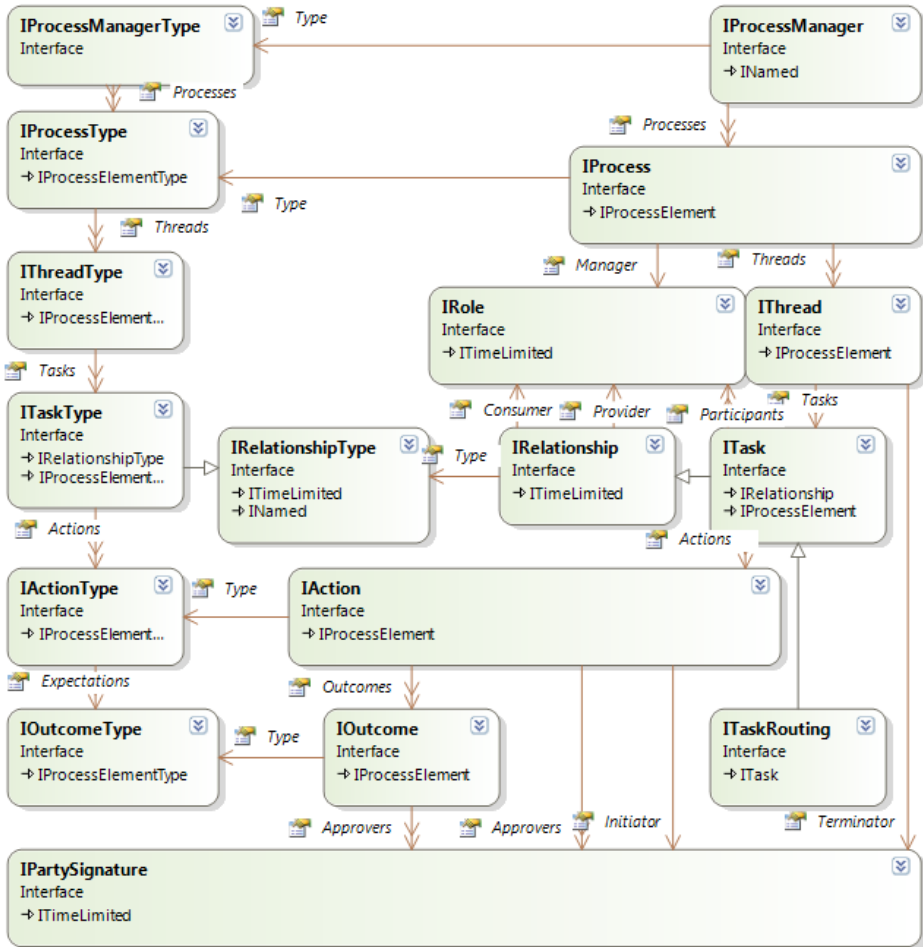 IProcessManagerType
Interface
Type
IProcessManager
Interface
INamed
Processes
Processes
IProcessType
Interface
IProcessElementType
Type
IProcess
Interface
IProcessElement
Threads
Manager
Threads
IThreadType
Interface
IProcessElement...
IRole
Interface
ITimeLimited
IThread
Interface
IProcessElement
Tasks
Consumer
Provider
Participants
Tasks
ITaskType
Interface
IRelationshipType
IProcessElement...
IRelationshipType
Interface
ITimeLimited
INamed
Type
IRelationship
Interface
ITimeLimited
ITask
Interface
IRelationship
IProcessElement
Actions
Actions
IActionType
Interface
IProcessElement...
Type
IAction
Interface
IProcessElement
Expectations
Outcomes
IOutcomeType
Interface
IProcessElementType
Type
IOutcome
Interface
IProcessElement
ITaskRouting
Interface
ITask
Approvers
Approvers
Initiator
Terminator
IPartySignature
Interface
ITimeLimited